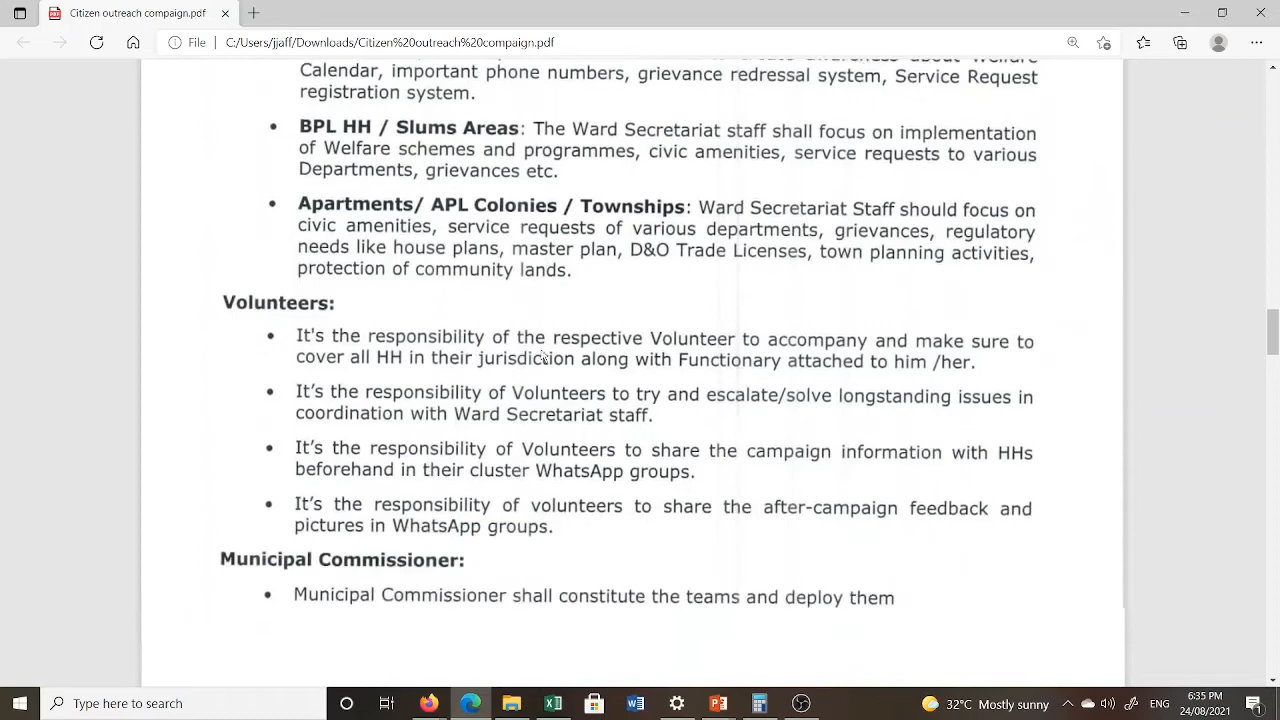 Citizen outreach compaign.pdf
File
C:/Users/jjaff/Downloads/Citizen%20outreach%20compaign.pdf
Calendar, important phone numbers, grievance redressal system, Service Request
registration system.
• BPL HH / Slums Areas: The Ward Secretariat staff shall focus on implementation
of Welfare schemes and programmes, civic amenities, service requests to various
Departments, grievances etc.
• Apartments/ APL Colonies / Townships: Ward Secretariat Staff should focus on
civic amenities, service requests of various departments, grievances, regulatory
needs like house plans, master plan, D&O Trade Licenses, town planning activities,
protection of community lands.
Volunteers:
• It's the responsibility of the respective Volunteer to accompany and make sure to
cover all HH in their jurisdiction along with Functionary attached to him /her.
• It's the responsibility of Volunteers to try and escalate/solve longstanding issues in
coordination with Ward Secretariat staff.
• It's the responsibility of Volunteers to share the campaign information with HHs
beforehand in their cluster WhatsApp groups.
• It's the responsibility of volunteers to share the after-campaign feedback and
pictures in WhatsApp groups.
Municipal Commissioner:
• Municipal Commissioner shall constitute the teams and deploy them
Type here to search
32°C Mostly sunny
ENG
6:35 PM
24/08/2021